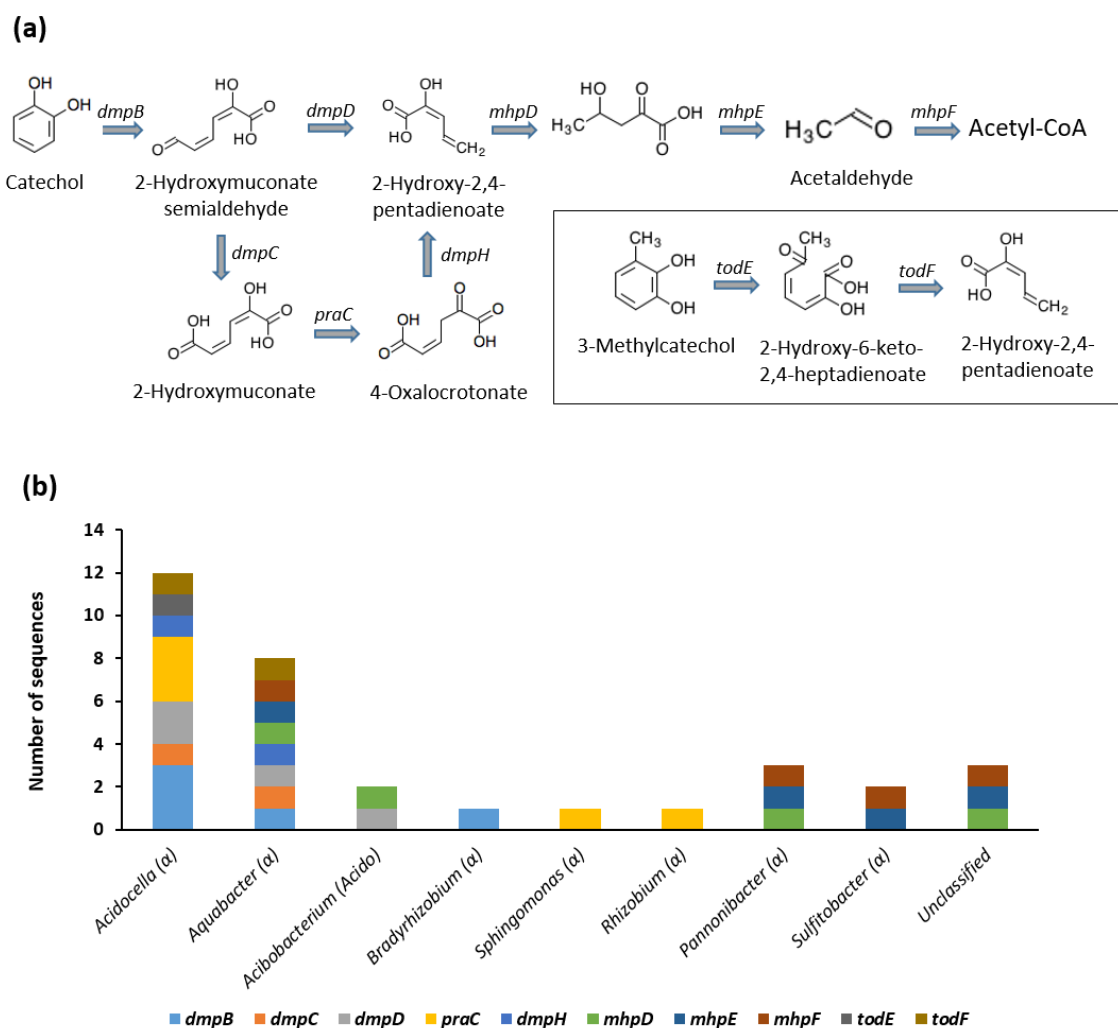 (a)
OH
OH
dmpB
OH
O
OH
O
dmpD
OH
O
HO
CH2
mhpD
OH
O
CH3
OH
O
mhpE
H3C
O
mhpF
Acetyl-CoA
Catechol
2-Hydroxymuconate
semialdehyde
2-Hydroxy-2,4-
pentadienoate
Acetaldehyde
dmpC
dmpH
OH
O
OH
O
HO
praC
O
OH
O
O
OH
2-Hydroxymuconate
4-Oxalocrotonate
CH3
OH
OH
todE
CH3
O
O
OH
OH
todF
OH
O
HO
CH2
3-Methylcatechol
2-Hydroxy-6-keto-
2,4-heptadienoate
2-Hydroxy-2,4-
pentadienoate
(b)
Number of sequences
14
12
10
8
6
4
2
0
Acidocella (α)
Aquabacter (α)
Acibobacterium (Acido)
Bradyrhizobium (α)
Sphingomonas (α)
Rhizobium (α)
Pannonibacter (α)
Sulfitobacter (α)
Unclassified
dmpB dmpC dmpD praC dmpH mhpD mhpE mhpF todE todF